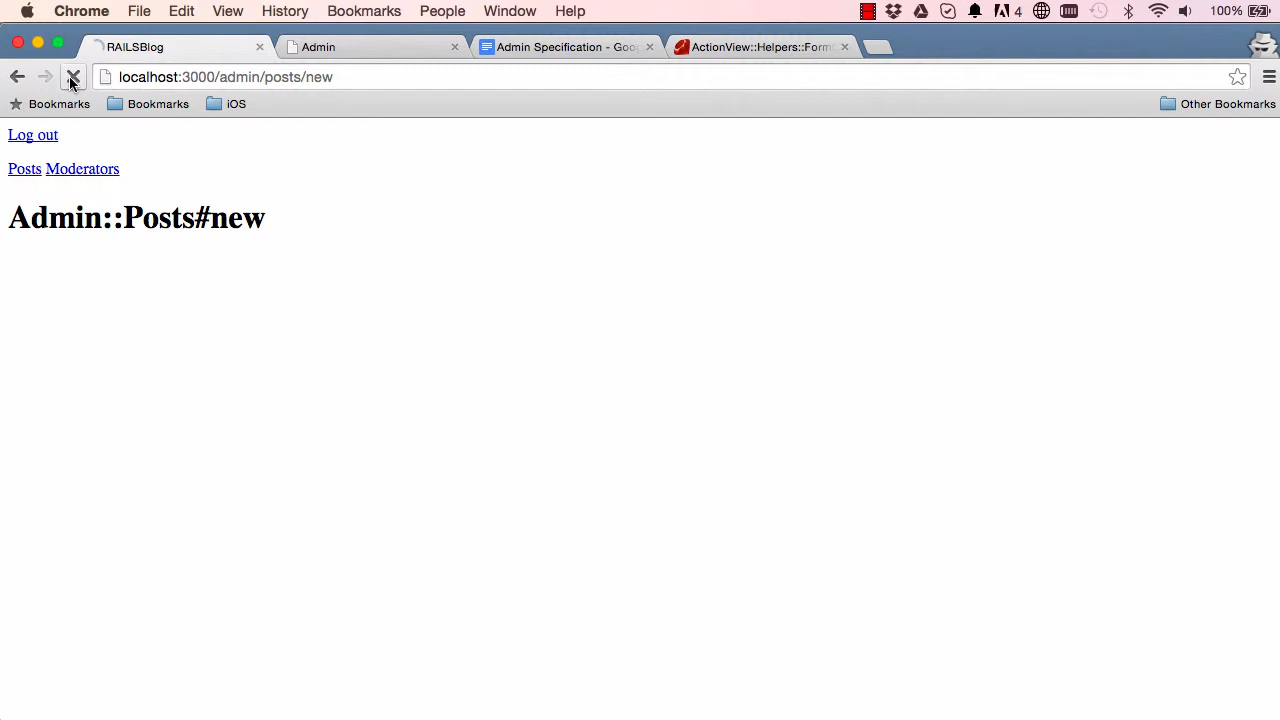 Chrome File Edit View History Bookmarks People Window Help 4 100%
RAILSBlog Admin Admin Specification - Goo ActionView::Helpers::Form
localhost:3000/admin/posts/new
Bookmarks Bookmarks iOS Other Bookmarks
Log out
Posts Moderators
Admin::Posts#new